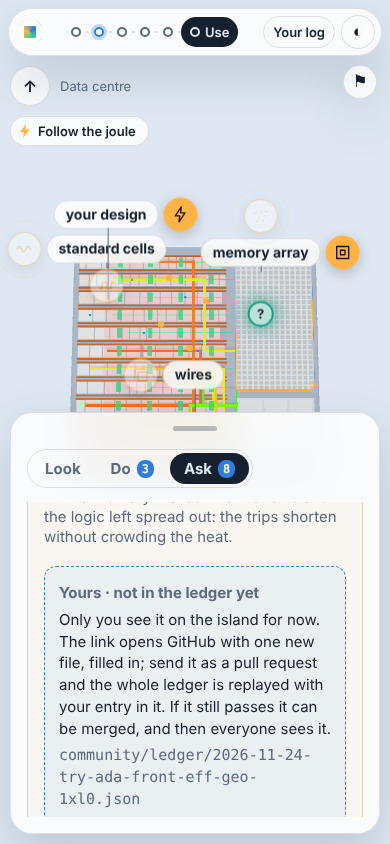 Use
Your log
Data centre
Follow the joule
your design
standard cells
memory array
?
wires
Look
Do 3
Ask 8
the logic left spread out: the trips shorten
without crowding the heat.
Yours · not in the ledger yet
Only you see it on the island for now.
The link opens GitHub with one new
file, filled in; send it as a pull request
and the whole ledger is replayed with
your entry in it. If it still passes it can
be merged, and then everyone sees it.
community/ledger/2026-11-24-
try-ada-front-eff-geo-
1xl0.json